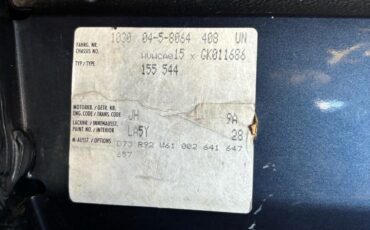 1030 04-5-8064 408 UN
FAHRG. NR.
CHASSIS NO. WVWCA015 x GK011686
TYP / TYPE 155 544
MOTORKB. / GETR. KB.
ENG. CODE / TRANS. CODE JH 9A
LACKNR. / INNENAUSST.
PAINT NO. / INTERIOR LA5Y 28
M-AUSST. / OPTIONS D73 R92 W61 002 641 647
657